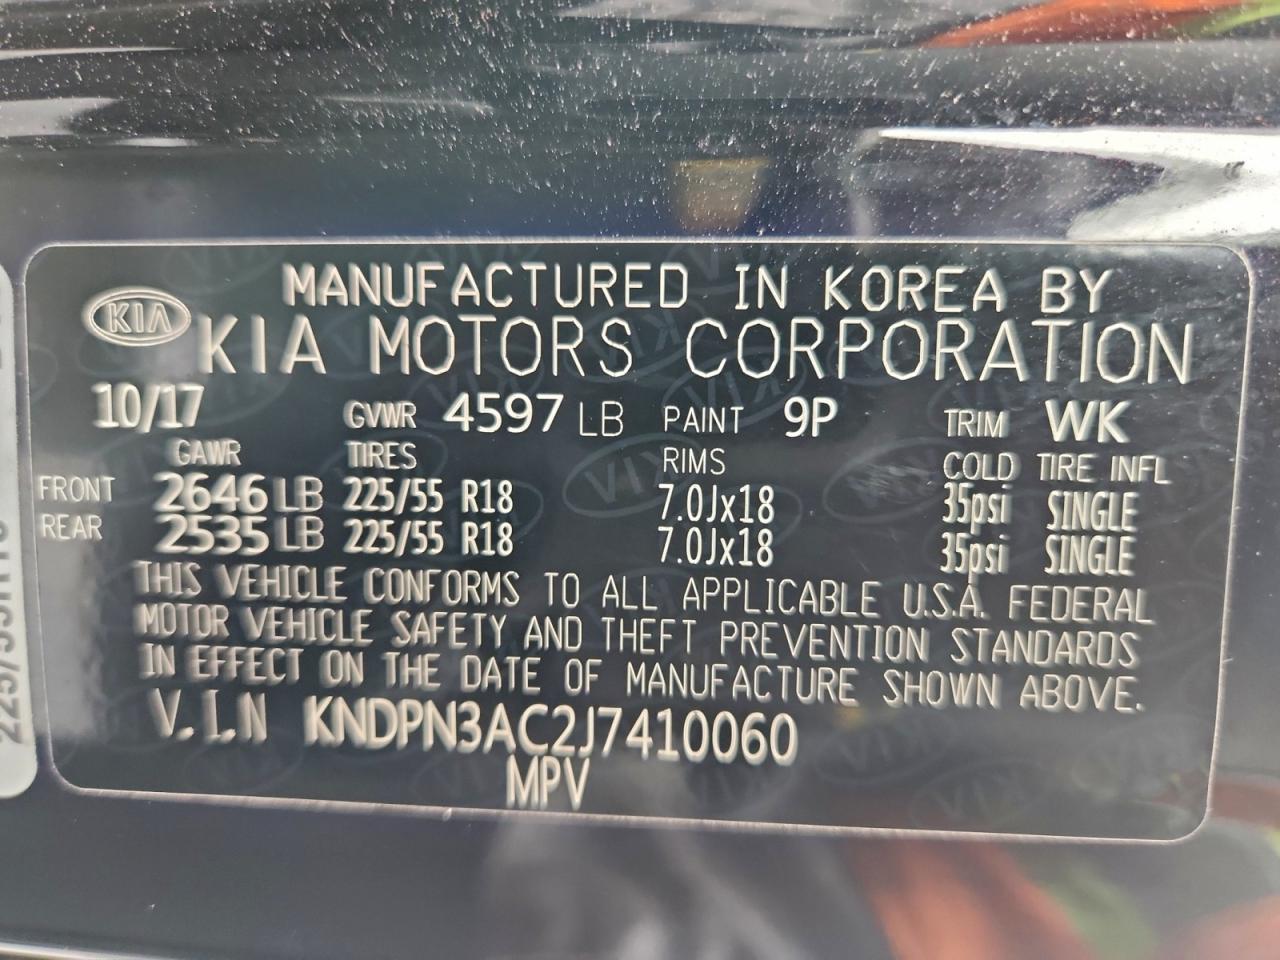 MANUFACTURED IN KOREA BY
KIA KIA MOTORS CORPORATION
10/17 GVWR 4597 LB PAINT 9P TRIM WK
GAWR TIRES RIMS COLD TIRE INFL
FRONT 2646 LB 225/55 R18 7.0Jx18 35psi SINGLE
REAR 2535 LB 225/55 R18 7.0Jx18 35psi SINGLE
THIS VEHICLE CONFORMS TO ALL APPLICABLE U.S.A. FEDERAL
MOTOR VEHICLE SAFETY AND THEFT PREVENTION STANDARDS
IN EFFECT ON THE DATE OF MANUFACTURE SHOWN ABOVE.
V.I.N KNDPN3AC2J7410060
MPV